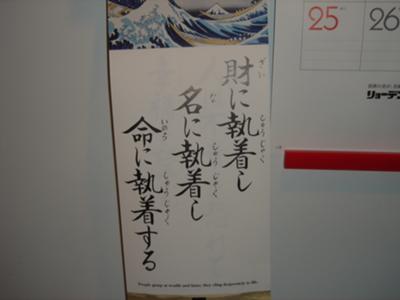 財に執着し
ざい しゅうじゃく
名に執着し
な しゅうじゃく
命に執着する
いのち しゅうじゃく
People grasp at wealth and fame; they cling desperately to life.
25
26
リョーデン